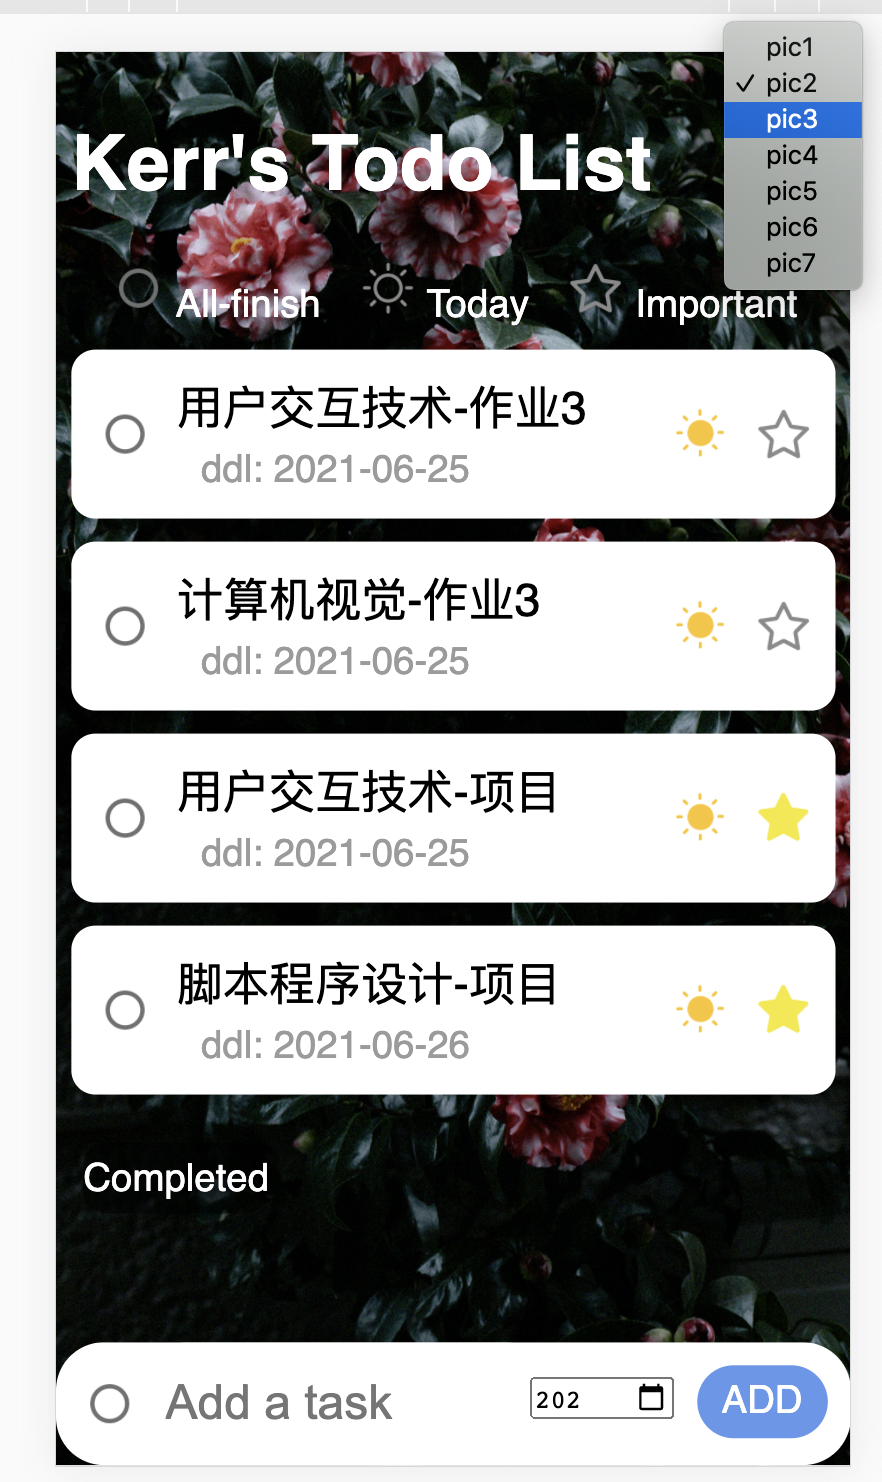 pic1
✓ pic2
pic3
pic4
pic5
pic6
pic7
Kerr's Todo List
All-finish Today Important
用户交互技术-作业3
ddl: 2021-06-25
计算机视觉-作业3
ddl: 2021-06-25
用户交互技术-项目
ddl: 2021-06-25
脚本程序设计-项目
ddl: 2021-06-26
Completed
Add a task 202 ADD